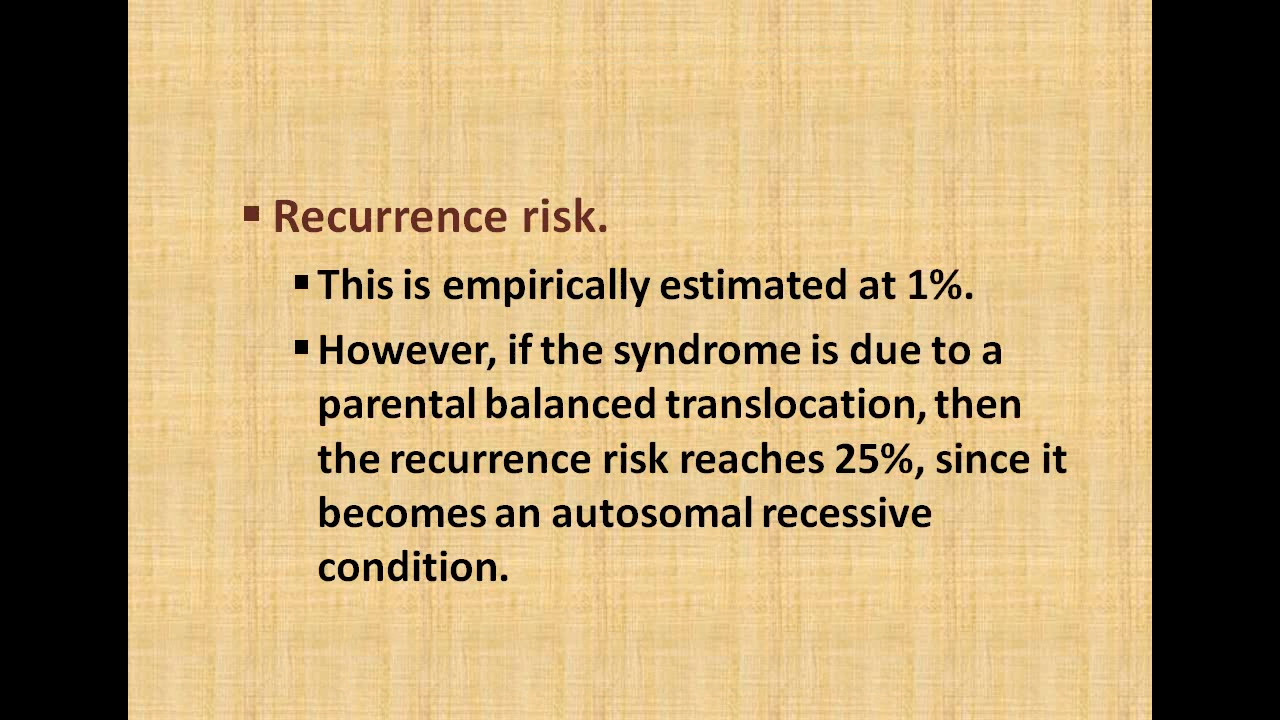 ▪ Recurrence risk.
▪ This is empirically estimated at 1%.
▪ However, if the syndrome is due to a
parental balanced translocation, then
the recurrence risk reaches 25%, since it
becomes an autosomal recessive
condition.